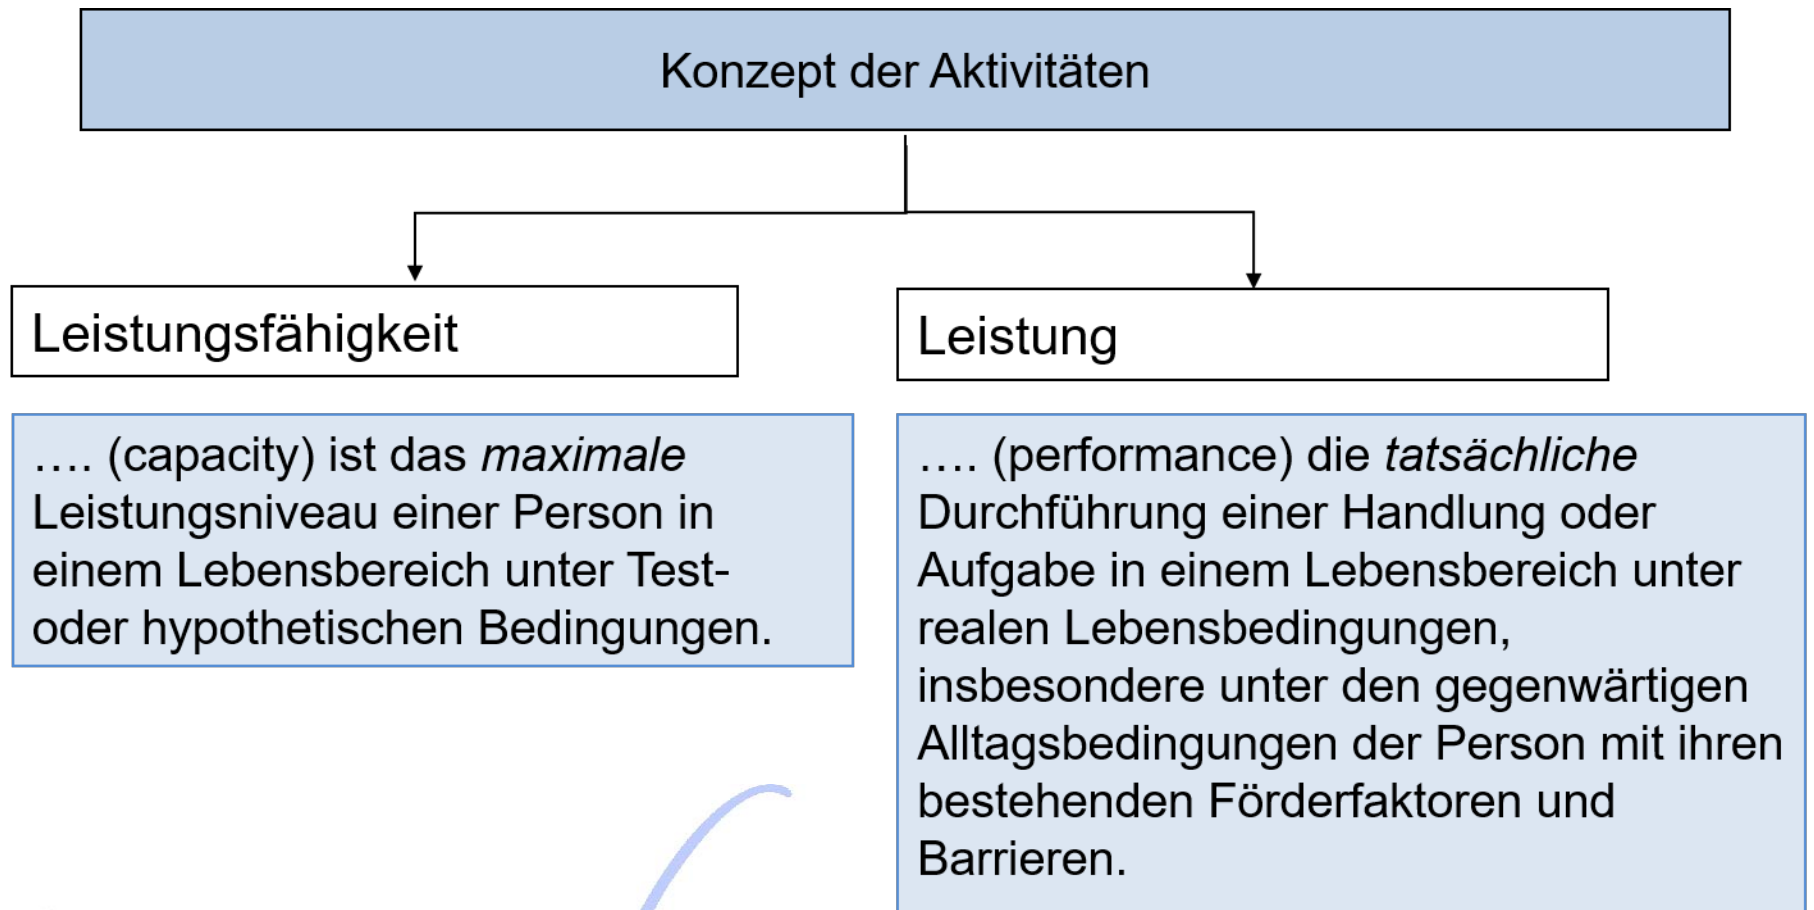 Konzept der Aktivitäten
Leistungsfähigkeit
…. (capacity) ist das maximale
Leistungsniveau einer Person in
einem Lebensbereich unter Test-
oder hypothetischen Bedingungen.
Leistung
…. (performance) die tatsächliche
Durchführung einer Handlung oder
Aufgabe in einem Lebensbereich unter
realen Lebensbedingungen,
insbesondere unter den gegenwärtigen
Alltagsbedingungen der Person mit ihren
bestehenden Förderfaktoren und
Barrieren.